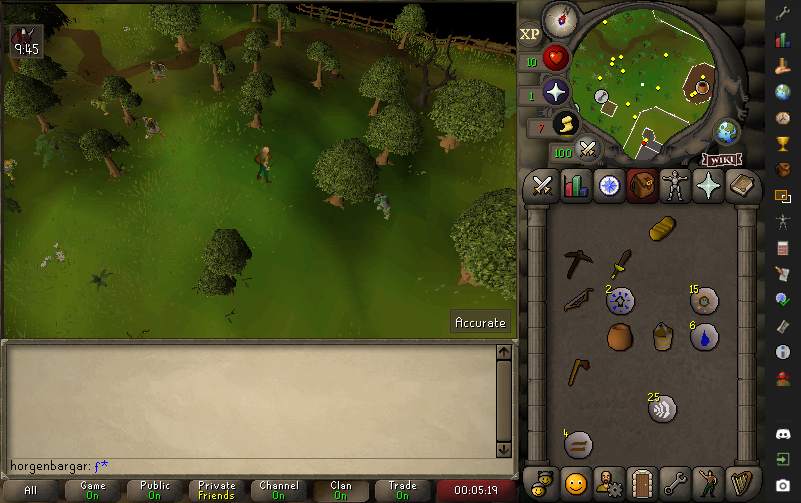 9:45
XP
10
1
7
100
WIKI
2
15
6
25
4
Accurate
horgenbargar: f*
All
Game
On
Public
On
Private
Friends
Channel
On
Clan
On
Trade
On
00:05:19